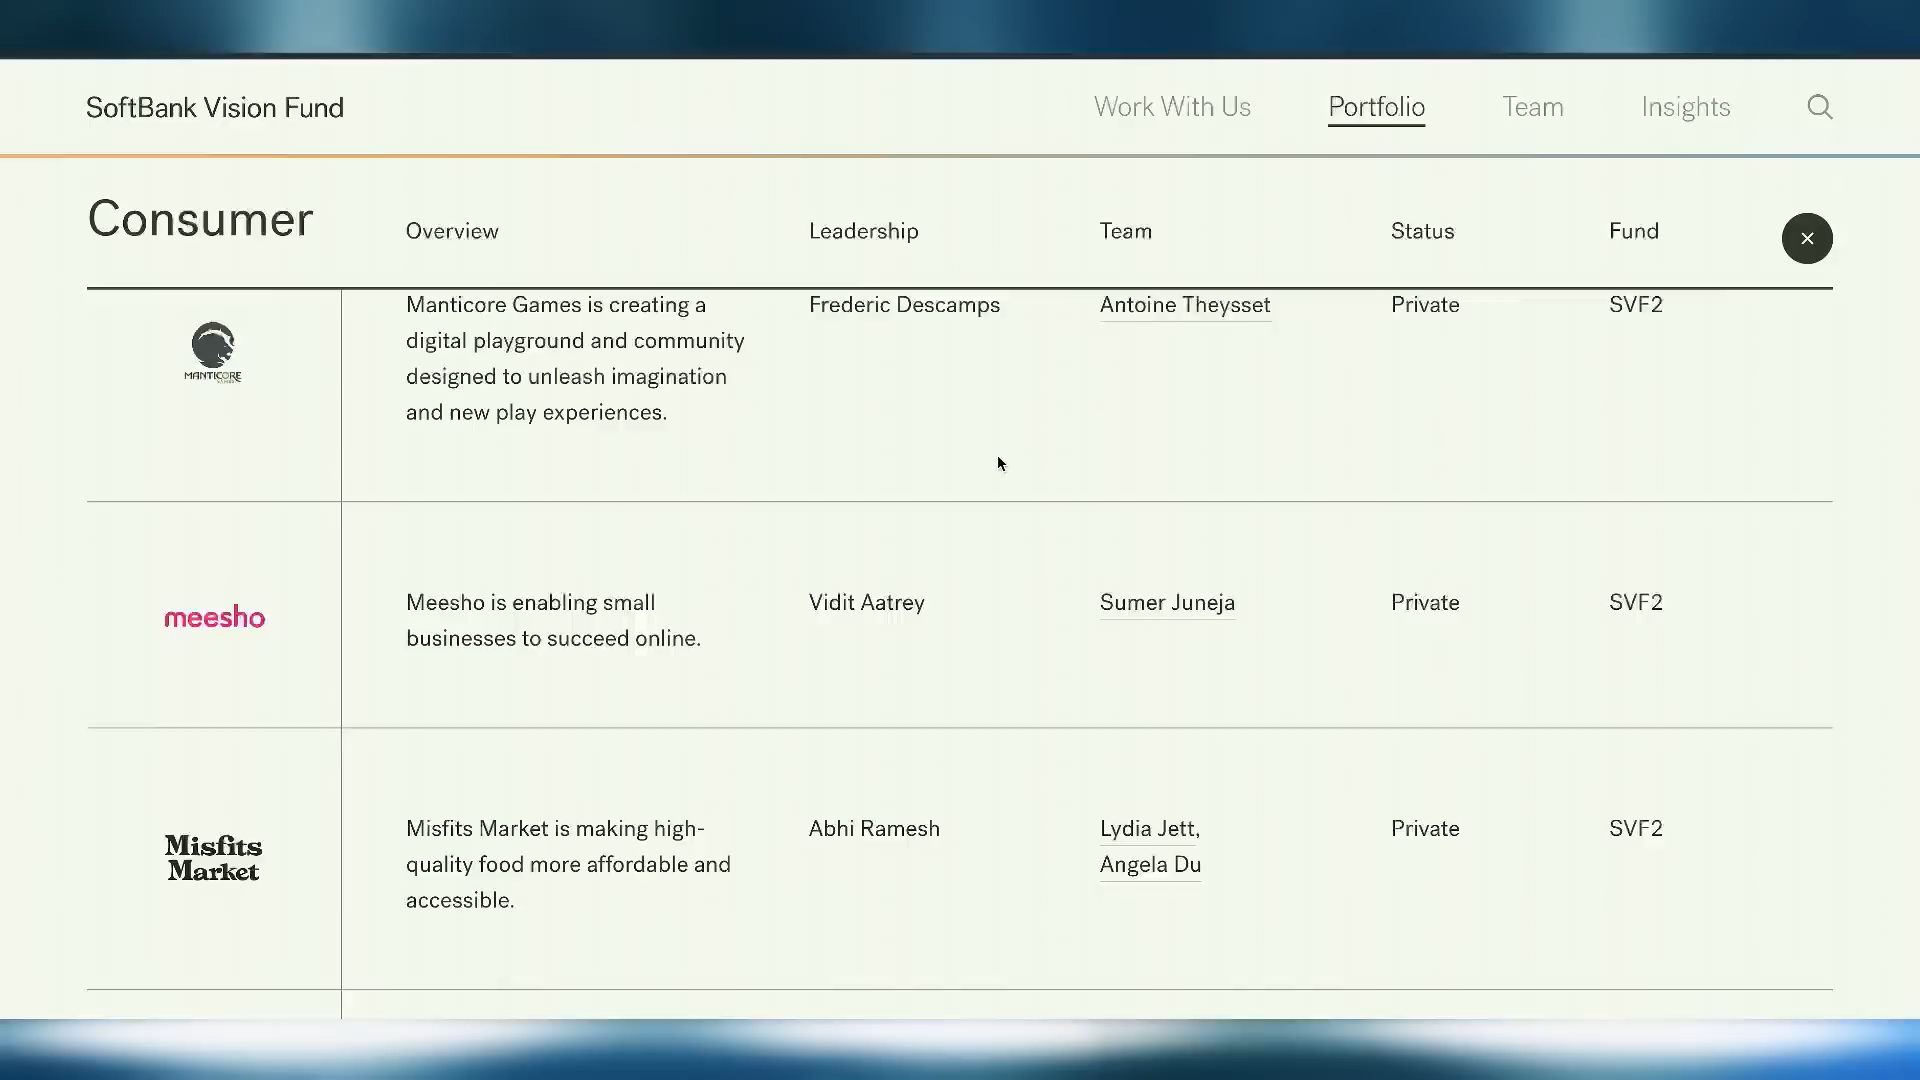 SoftBank Vision Fund
Work With Us
Portfolio
Team
Insights
Consumer
Overview
Leadership
Team
Status
Fund
MANTICORE
Manticore Games is creating a
digital playground and community
designed to unleash imagination
and new play experiences.
Frederic Descamps
Antoine Theysset
Private
SVF2
meesho
Meesho is enabling small
businesses to succeed online.
Vidit Aatrey
Sumer Juneja
Private
SVF2
Misfits
Market
Misfits Market is making high-
quality food more affordable and
accessible.
Abhi Ramesh
Lydia Jett,
Angela Du
Private
SVF2